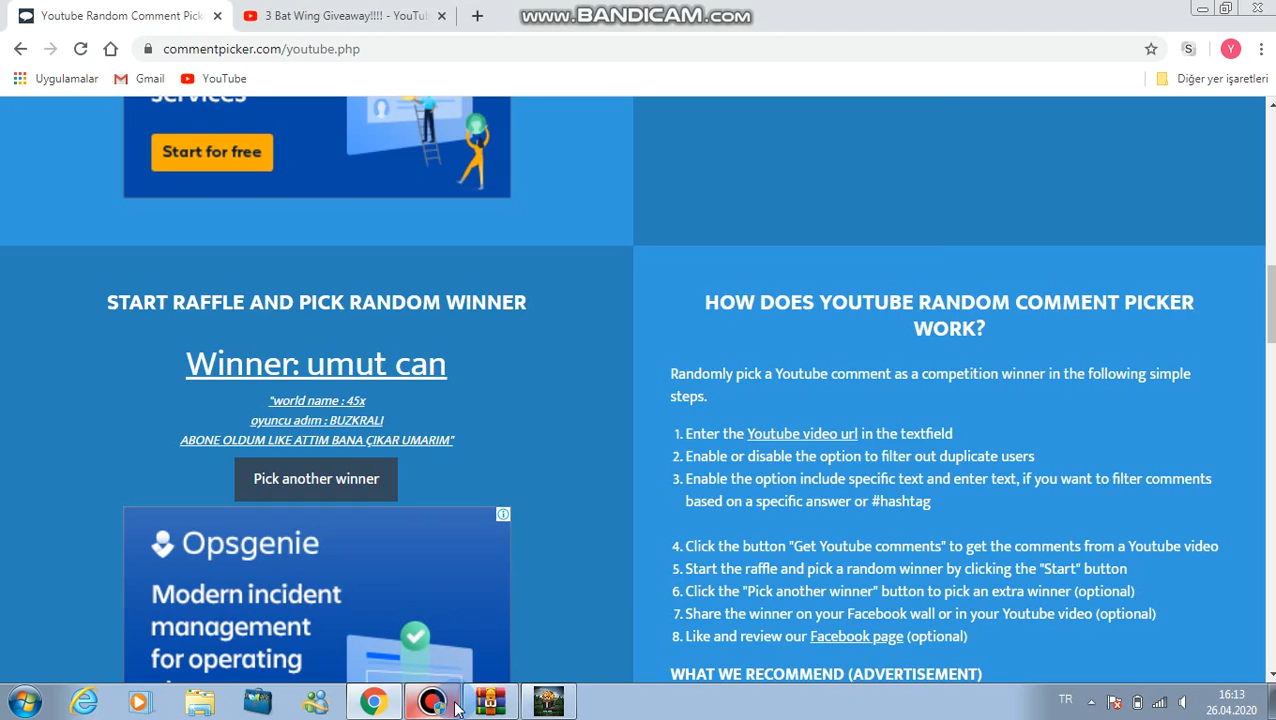 Youtube Random Comment Pick
3 Bat Wing Giveaway!!!! - YouTu
www.BANDICAM.com
commentpicker.com/youtube.php
S
Y
Uygulamalar
Gmail
YouTube
Diğer yer işaretleri
services
Start for free
START RAFFLE AND PICK RANDOM WINNER
Winner: umut can
"world name : 45x
oyuncu adım : BUZKRALI
ABONE OLDUM LIKE ATTIM BANA ÇIKAR UMARIM"
Pick another winner
Opsgenie
Modern incident
management
for operating
HOW DOES YOUTUBE RANDOM COMMENT PICKER
WORK?
Randomly pick a Youtube comment as a competition winner in the following simple
steps.
1. Enter the Youtube video url in the textfield
2. Enable or disable the option to filter out duplicate users
3. Enable the option include specific text and enter text, if you want to filter comments
based on a specific answer or #hashtag
4. Click the button "Get Youtube comments" to get the comments from a Youtube video
5. Start the raffle and pick a random winner by clicking the "Start" button
6. Click the "Pick another winner" button to pick an extra winner (optional)
7. Share the winner on your Facebook wall or in your Youtube video (optional)
8. Like and review our Facebook page (optional)
WHAT WE RECOMMEND (ADVERTISEMENT)
TR
16:13
26.04.2020